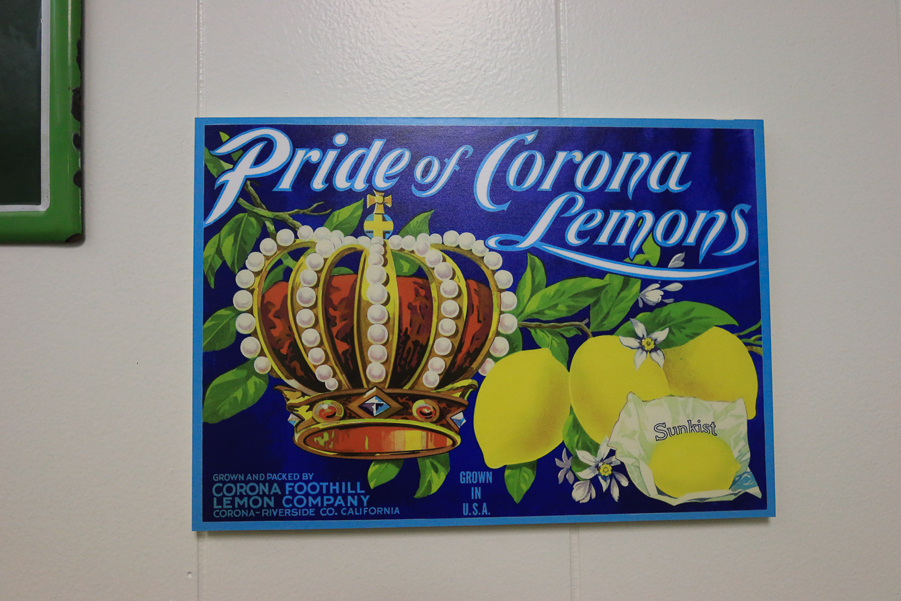 Pride of Corona
Lemons
Sunkist
GROWN AND PACKED BY
CORONA FOOTHILL
LEMON COMPANY
CORONA-RIVERSIDE CO. CALIFORNIA
GROWN
IN
U.S.A.